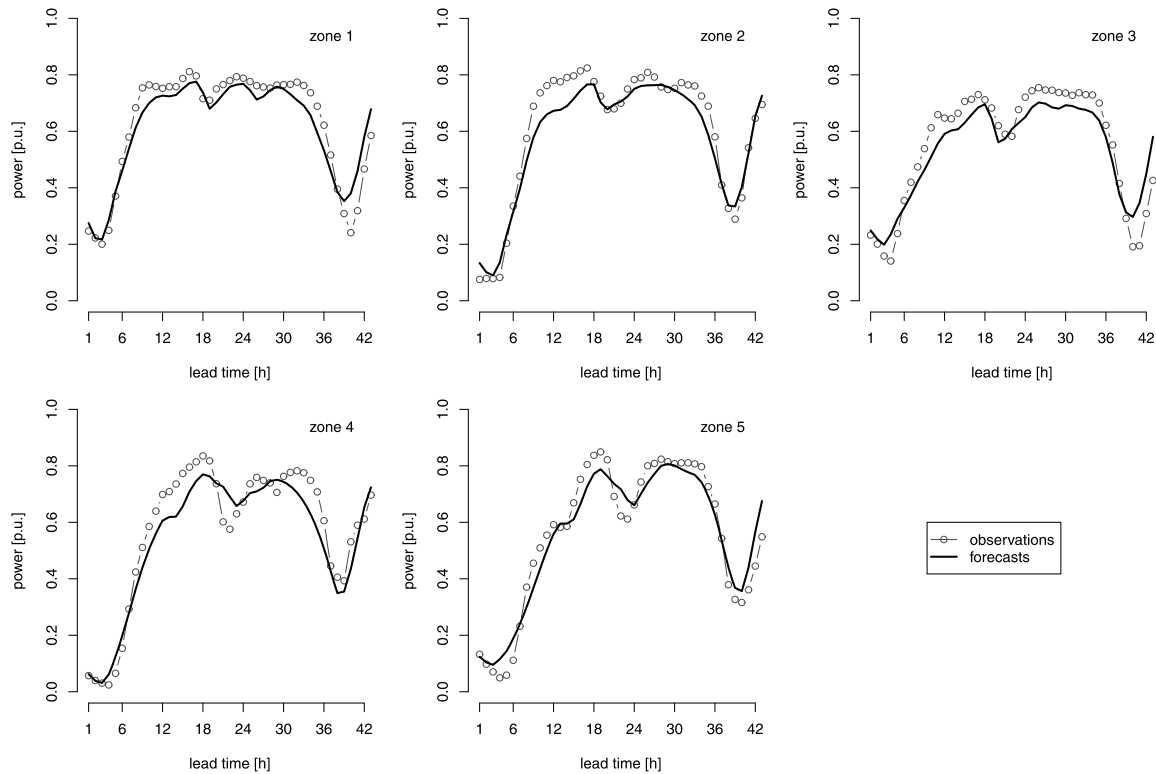 zone 1
power [p.u.]
0.0 0.2 0.4 0.6 0.8 1.0
1 6 12 18 24 30 36 42
lead time [h]
zone 2
power [p.u.]
0.0 0.2 0.4 0.6 0.8 1.0
1 6 12 18 24 30 36 42
lead time [h]
zone 3
power [p.u.]
0.0 0.2 0.4 0.6 0.8 1.0
1 6 12 18 24 30 36 42
lead time [h]
zone 4
power [p.u.]
0.0 0.2 0.4 0.6 0.8 1.0
1 6 12 18 24 30 36 42
lead time [h]
zone 5
power [p.u.]
0.0 0.2 0.4 0.6 0.8 1.0
1 6 12 18 24 30 36 42
lead time [h]
observations
forecasts